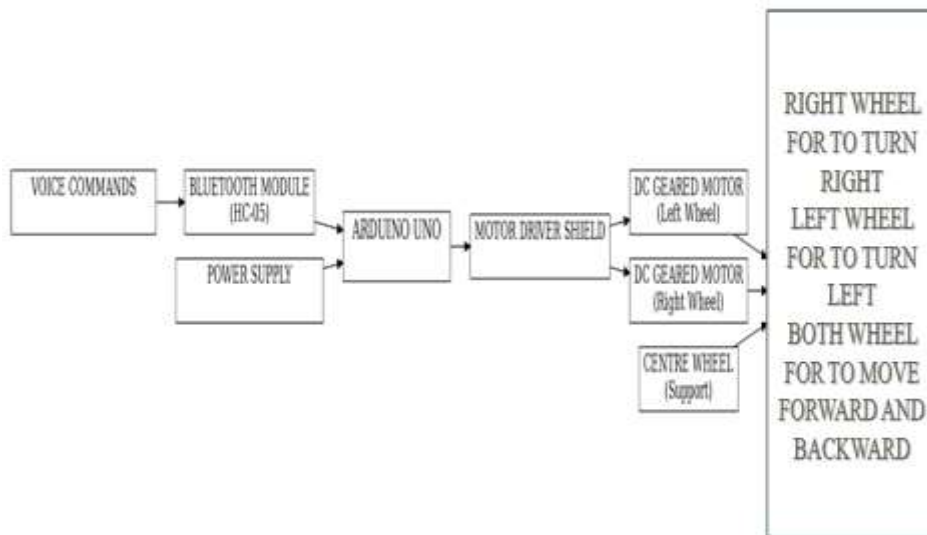 VOICE COMMANDS
BLUETOOTH MODULE
(HC-05)
POWER SUPPLY
ARDUINO UNO
MOTOR DRIVER SHIELD
DC GEARED MOTOR
(Left Wheel)
DC GEARED MOTOR
(Right Wheel)
CENTRE WHEEL
(Support)
RIGHT WHEEL
FOR TO TURN
RIGHT
LEFT WHEEL
FOR TO TURN
LEFT
BOTH WHEEL
FOR TO MOVE
FORWARD AND
BACKWARD